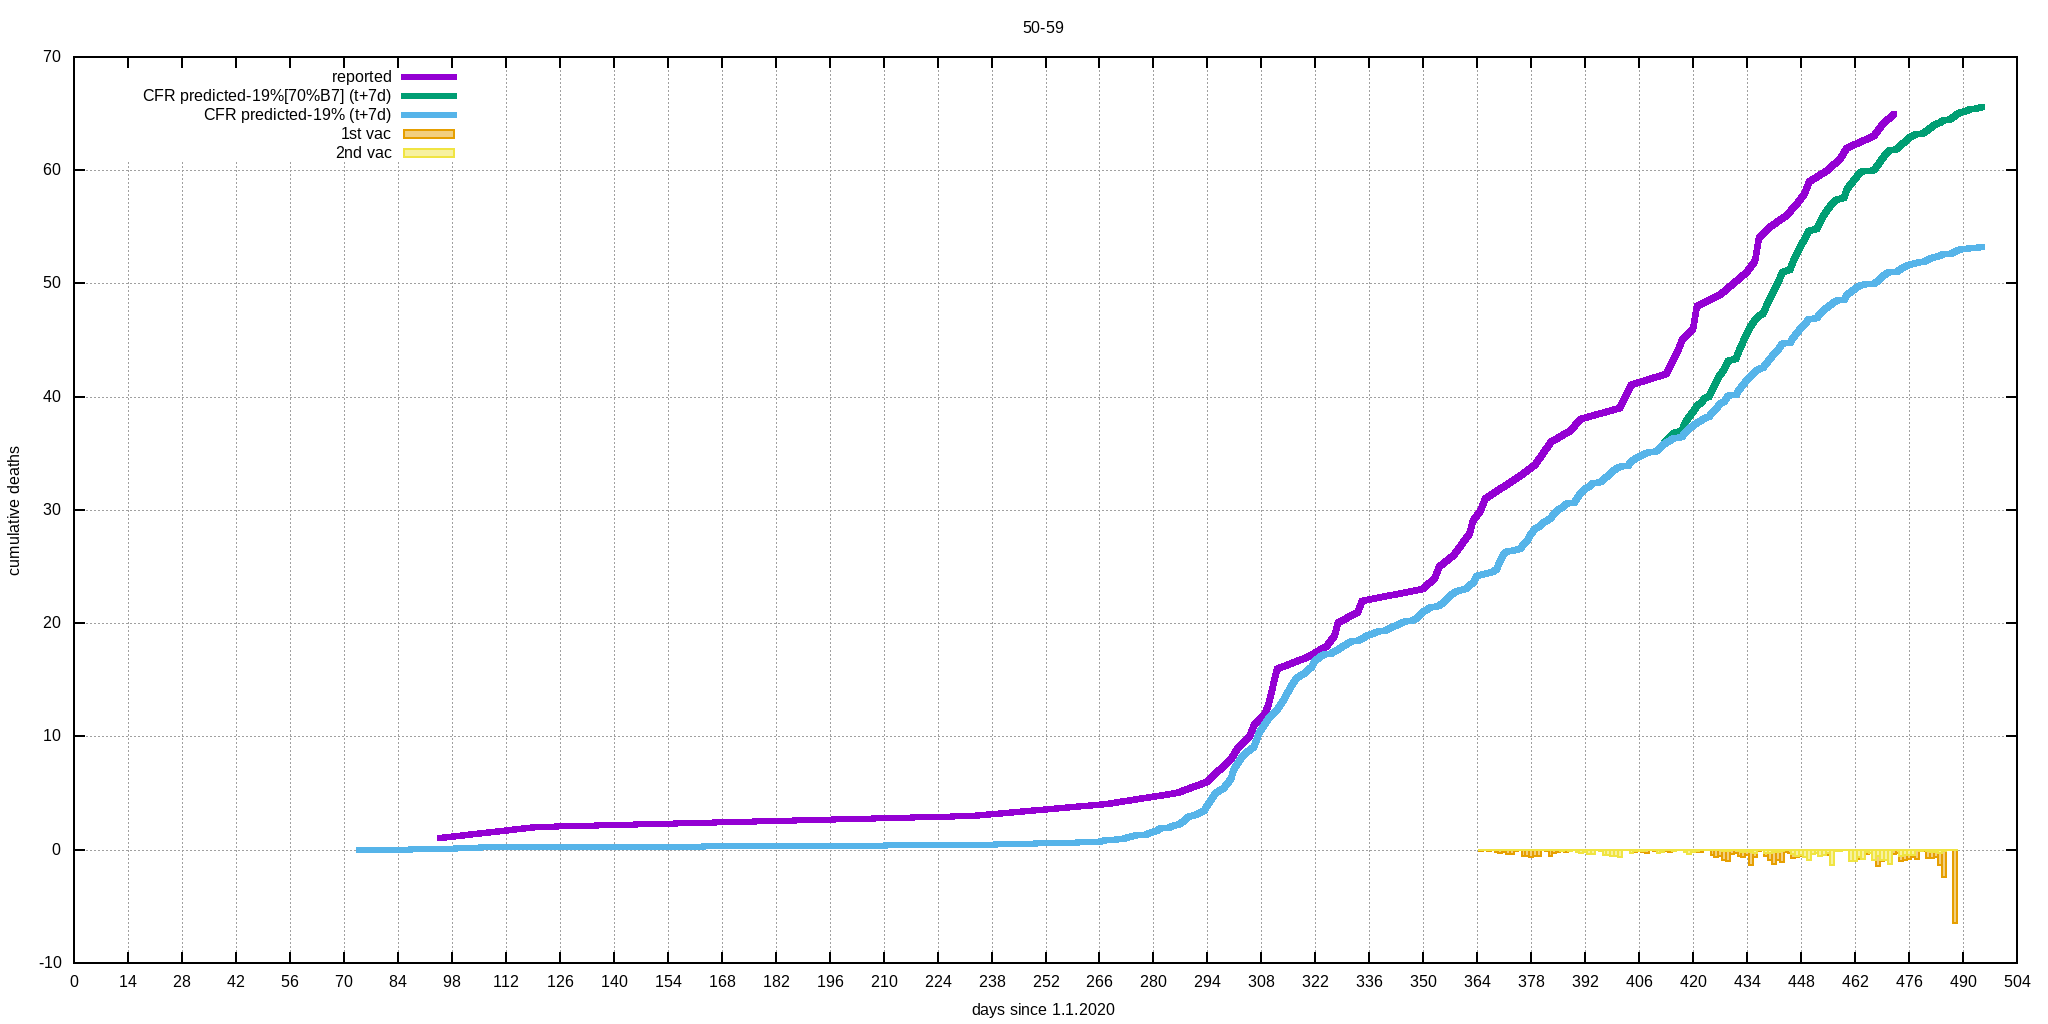 50-59
70
60
50
40
30
20
10
0
-10
cumulative deaths
reported
CFR predicted-19%[70%B7] (t+7d)
CFR predicted-19% (t+7d)
1st vac
2nd vac
0 14 28 42 56 70 84 98 112 126 140 154 168 182 196 210 224 238 252 266 280 294 308 322 336 350 364 378 392 406 420 434 448 462 476 490 504
days since 1.1.2020